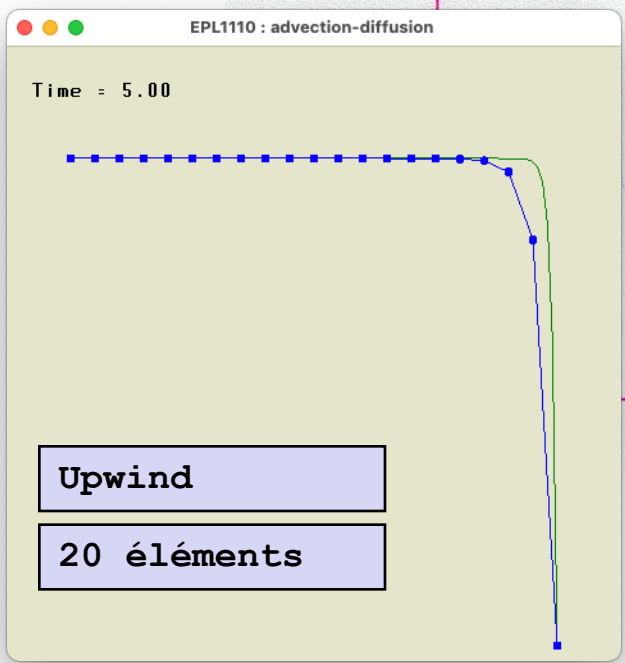 EPL1110 : advection-diffusion
Time = 5.00
Upwind
20 éléments